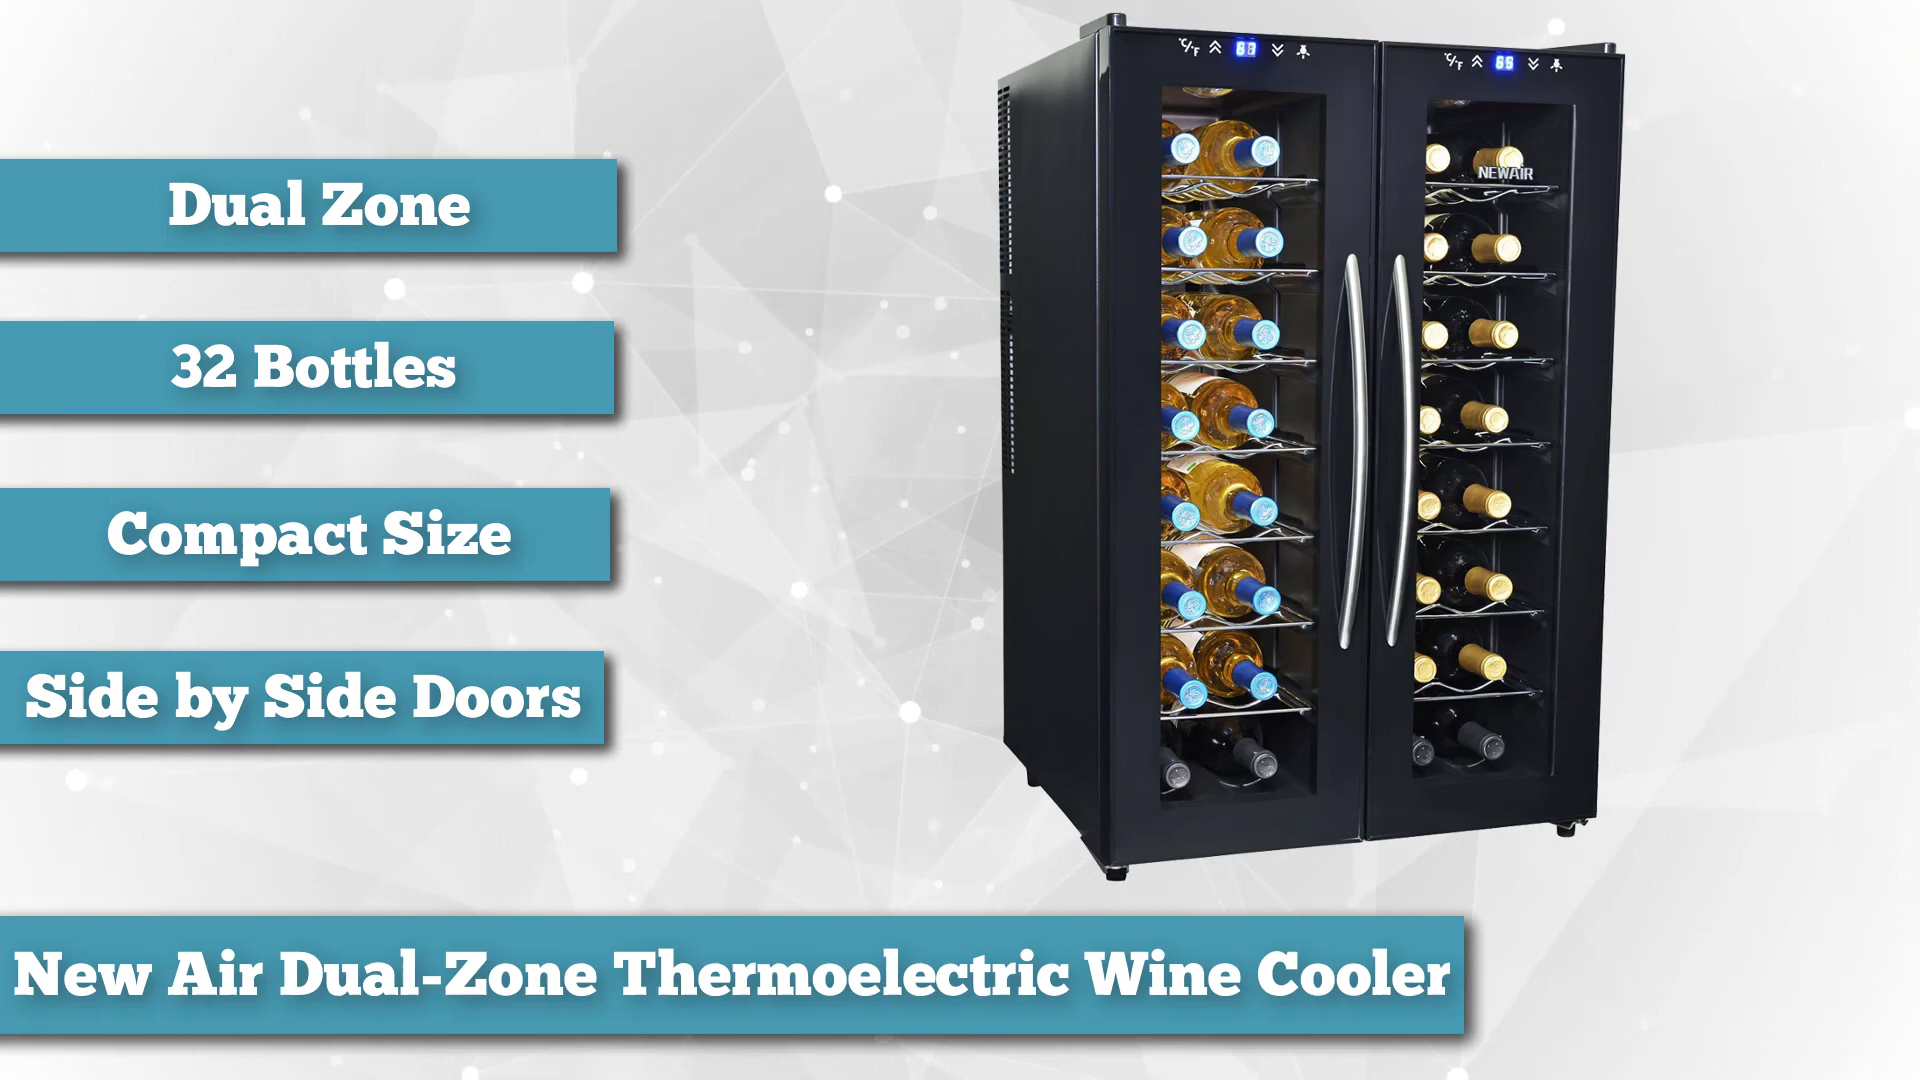 Dual Zone
32 Bottles
Compact Size
Side by Side Doors
New Air Dual-Zone Thermoelectric Wine Cooler
°C/°F
°C/°F
NEWAIR